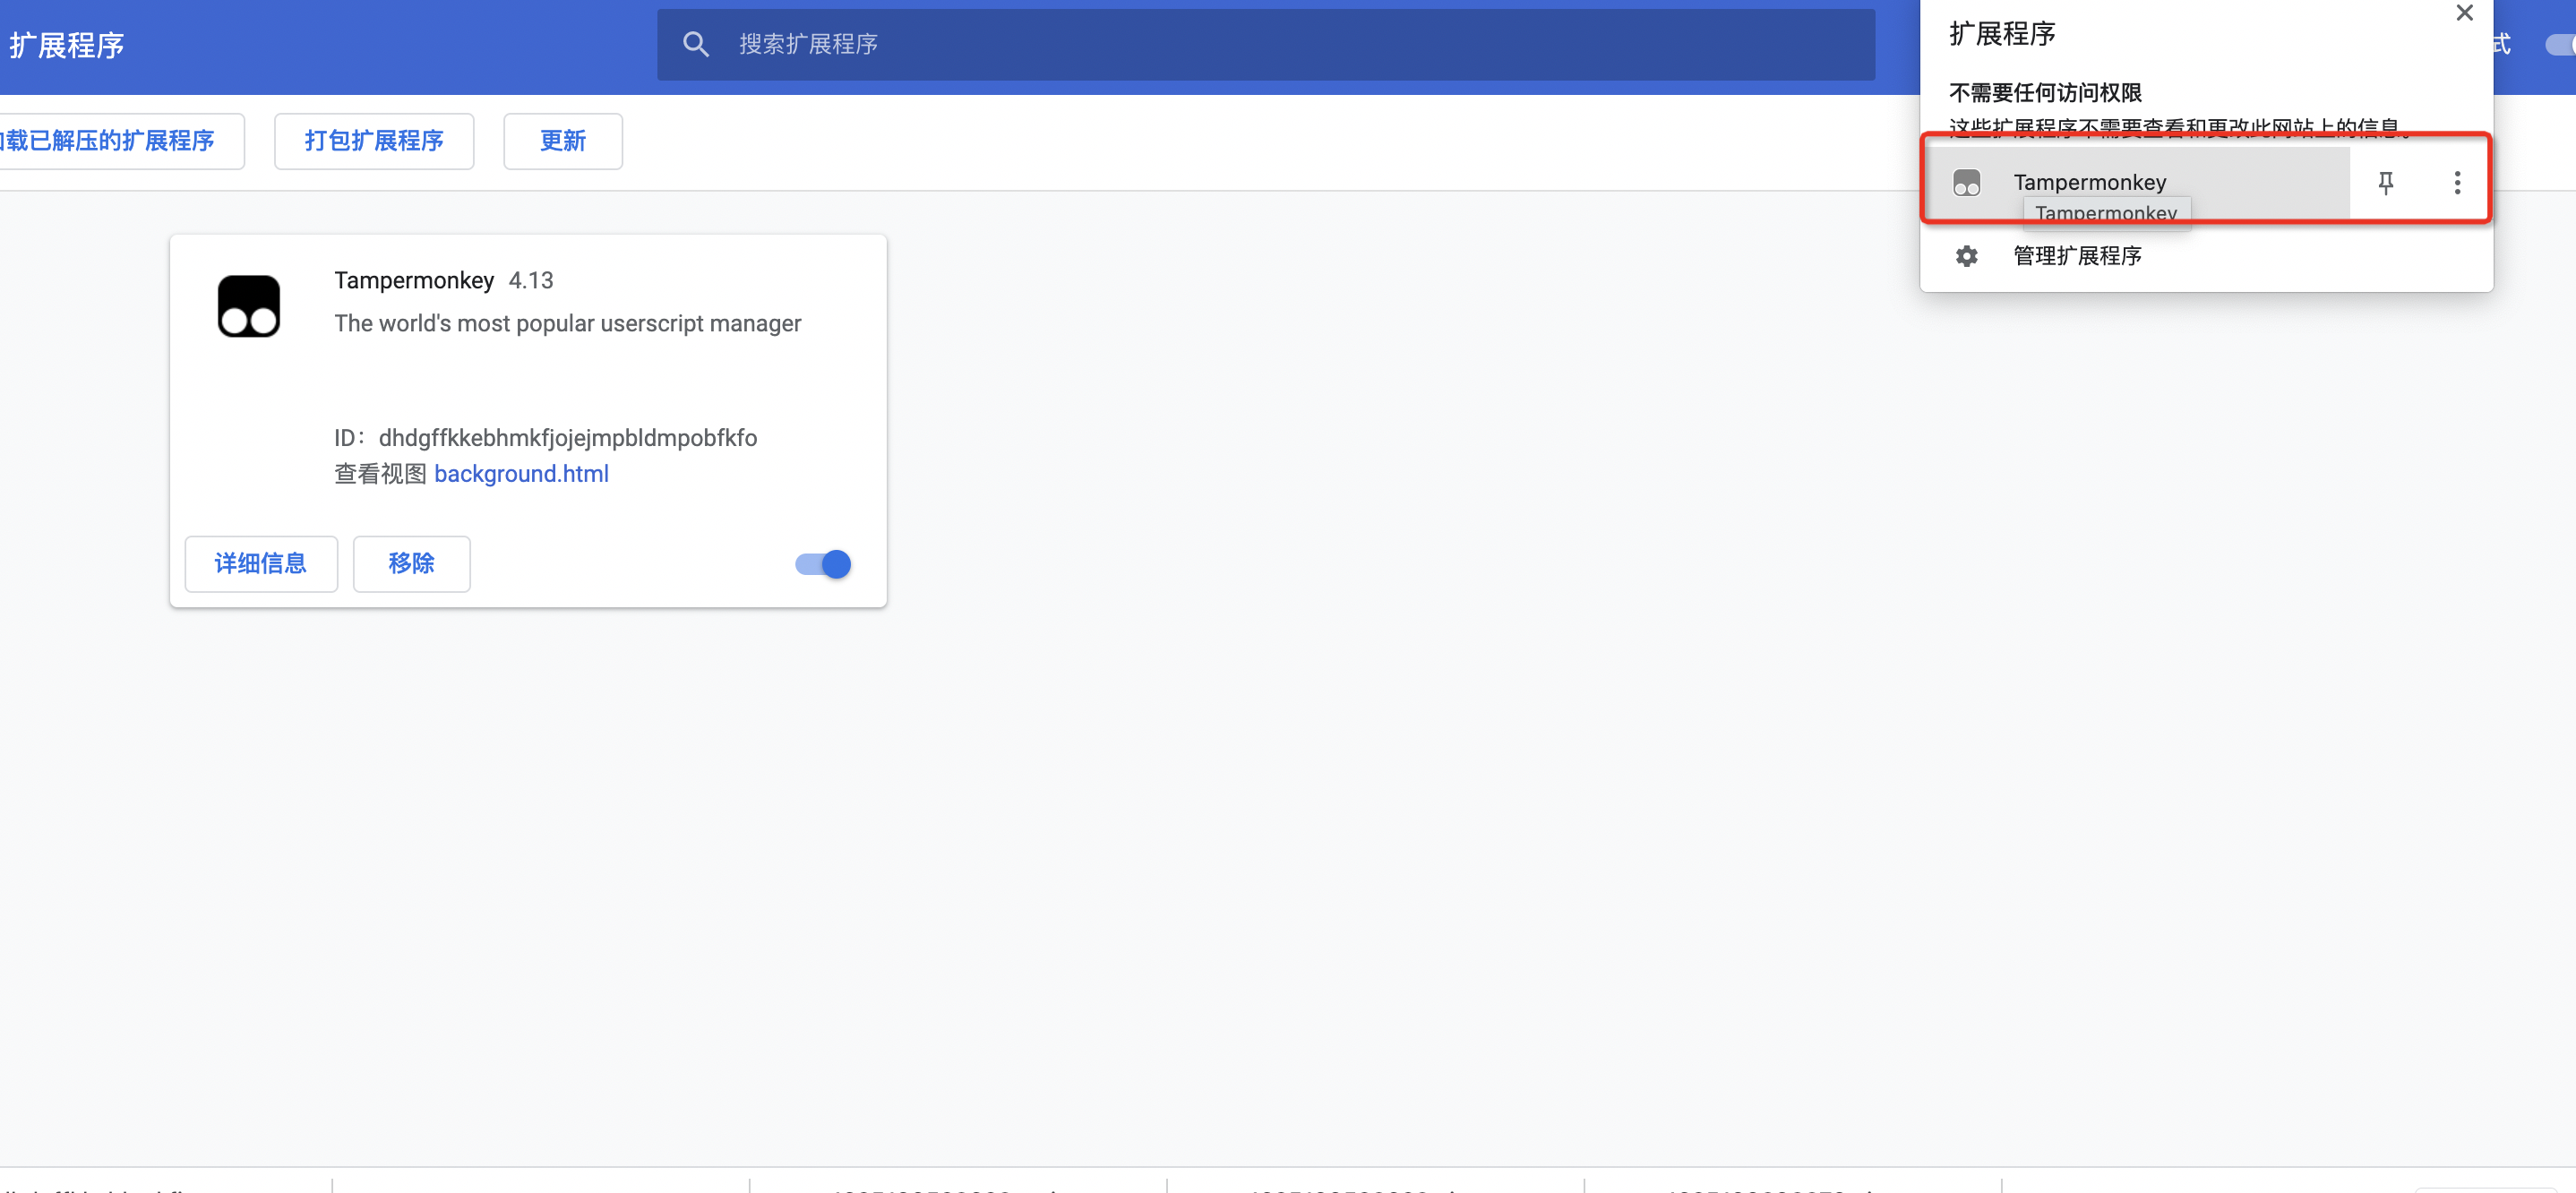 扩展程序
搜索扩展程序
式
载已解压的扩展程序
打包扩展程序
更新
扩展程序
不需要任何访问权限
这些扩展程序不需要查看和更改此网站上的信息。
Tampermonkey
Tampermonkey
管理扩展程序
Tampermonkey 4.13
The world's most popular userscript manager
ID：dhdgffkkebhmkfjojejmpbldmpobfkfo
查看视图 background.html
详细信息
移除